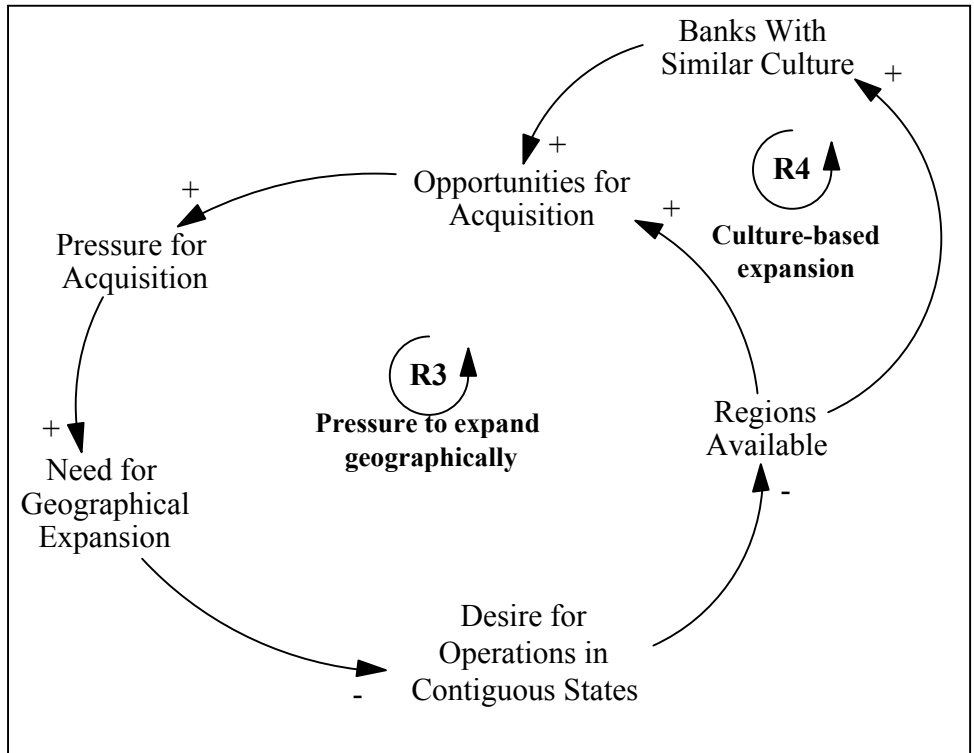 Banks With
Similar Culture
+
+
R4
Opportunities for
Acquisition
+
+
Culture-based
expansion
Pressure for
Acquisition
R3
Pressure to expand
geographically
Regions
Available
+
Need for
Geographical
Expansion
-
Desire for
Operations in
Contiguous States
-